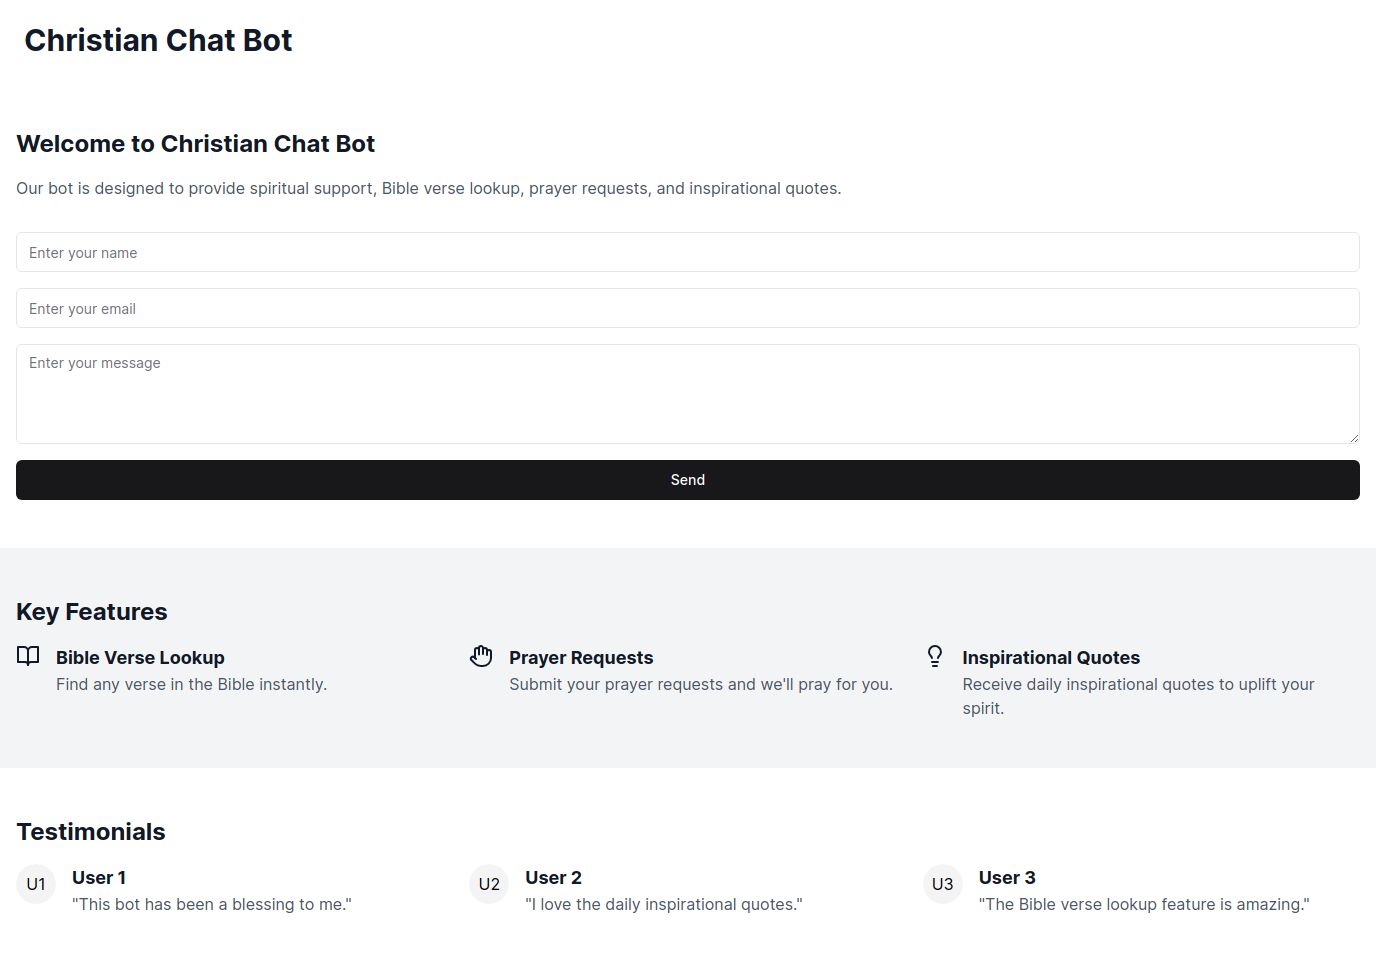 Christian Chat Bot
Welcome to Christian Chat Bot
Our bot is designed to provide spiritual support, Bible verse lookup, prayer requests, and inspirational quotes.
Enter your name
Enter your email
Enter your message
Send
Key Features
Bible Verse Lookup
Find any verse in the Bible instantly.
Prayer Requests
Submit your prayer requests and we'll pray for you.
Inspirational Quotes
Receive daily inspirational quotes to uplift your
spirit.
Testimonials
U1
User 1
"This bot has been a blessing to me."
U2
User 2
"I love the daily inspirational quotes."
U3
User 3
"The Bible verse lookup feature is amazing."